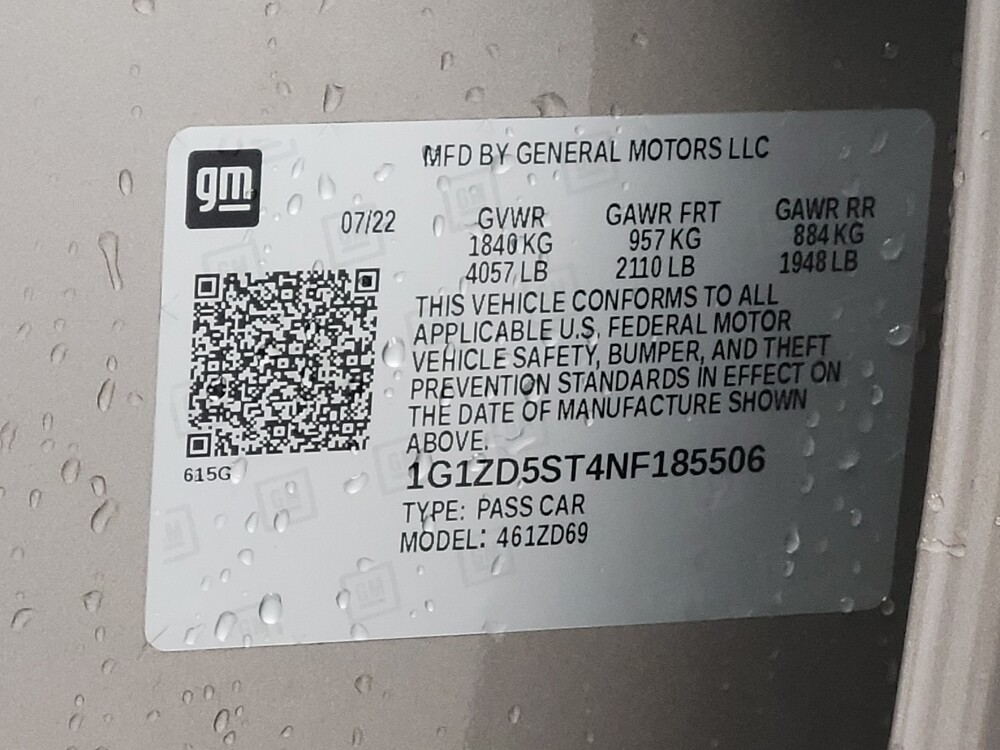 gm
MFD BY GENERAL MOTORS LLC
07/22
GVWR GAWR FRT GAWR RR
1840 KG 957 KG 884 KG
4057 LB 2110 LB 1948 LB
THIS VEHICLE CONFORMS TO ALL
APPLICABLE U.S. FEDERAL MOTOR
VEHICLE SAFETY, BUMPER, AND THEFT
PREVENTION STANDARDS IN EFFECT ON
THE DATE OF MANUFACTURE SHOWN
ABOVE.
615G
1G1ZD5ST4NF185506
TYPE: PASS CAR
MODEL: 461ZD69